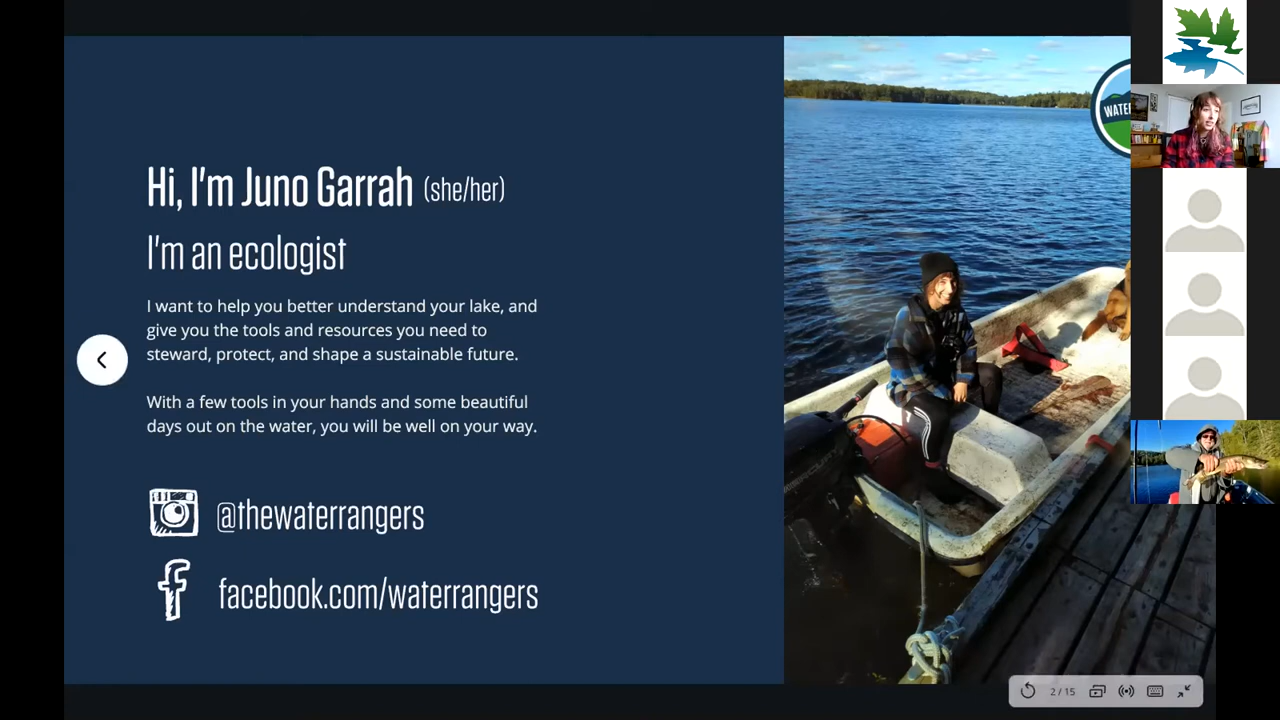 Hi, I'm Juno Garrah (she/her)
I'm an ecologist
I want to help you better understand your lake, and
give you the tools and resources you need to
steward, protect, and shape a sustainable future.
With a few tools in your hands and some beautiful
days out on the water, you will be well on your way.
@thewaterrangers
facebook.com/waterrangers
WATE
MERCURY
2 / 15